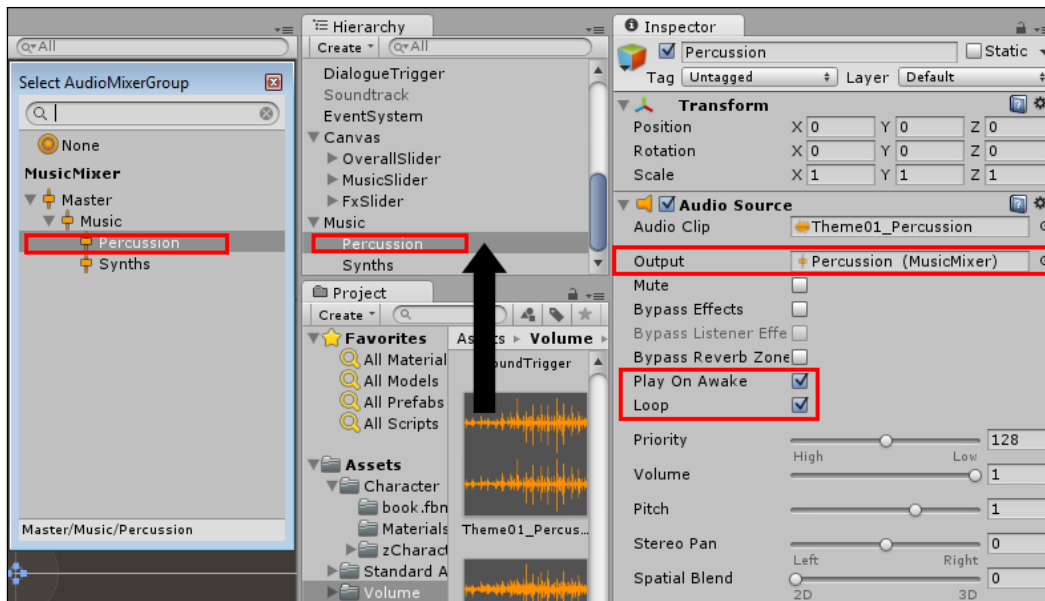 All
Select AudioMixerGroup
None
MusicMixer
Master
Music
Percussion
Synths
Master/Music/Percussion
Hierarchy
Create
All
DialogueTrigger
Soundtrack
EventSystem
Canvas
OverallSlider
MusicSlider
FxSlider
Music
Percussion
Synths
Project
Create
Favorites
All Material
All Models
All Prefabs
All Scripts
Assets
Character
book.fbn
Materials
zCharact
Standard A
Volume
Volume
oundTrigger
Theme01_Percus...
Inspector
Percussion
Static
Tag Untagged Layer Default
Transform
Position X 0 Y 0 Z 0
Rotation X 0 Y 0 Z 0
Scale X 1 Y 1 Z 1
Audio Source
Audio Clip Theme01_Percussion
Output Percussion (MusicMixer)
Mute
Bypass Effects
Bypass Listener Effe
Bypass Reverb Zone
Play On Awake
Loop
Priority 128
High Low
Volume 1
Pitch 1
Stereo Pan 0
Left Right
Spatial Blend 0
2D 3D